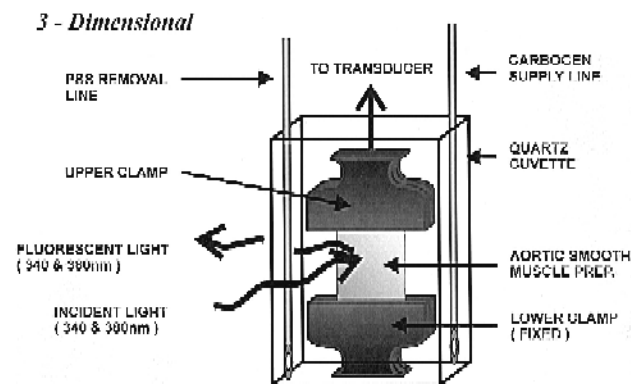 3 - Dimensional
PSS REMOVAL
LINE
TO TRANSDUCER
CARBOGEN
SUPPLY LINE
UPPER CLAMP
QUARTZ
CUVETTE
FLUORESCENT LIGHT
( 340 & 380nm )
AORTIC SMOOTH
MUSCLE PREP.
INCIDENT LIGHT
( 340 & 380nm )
LOWER CLAMP
( FIXED )